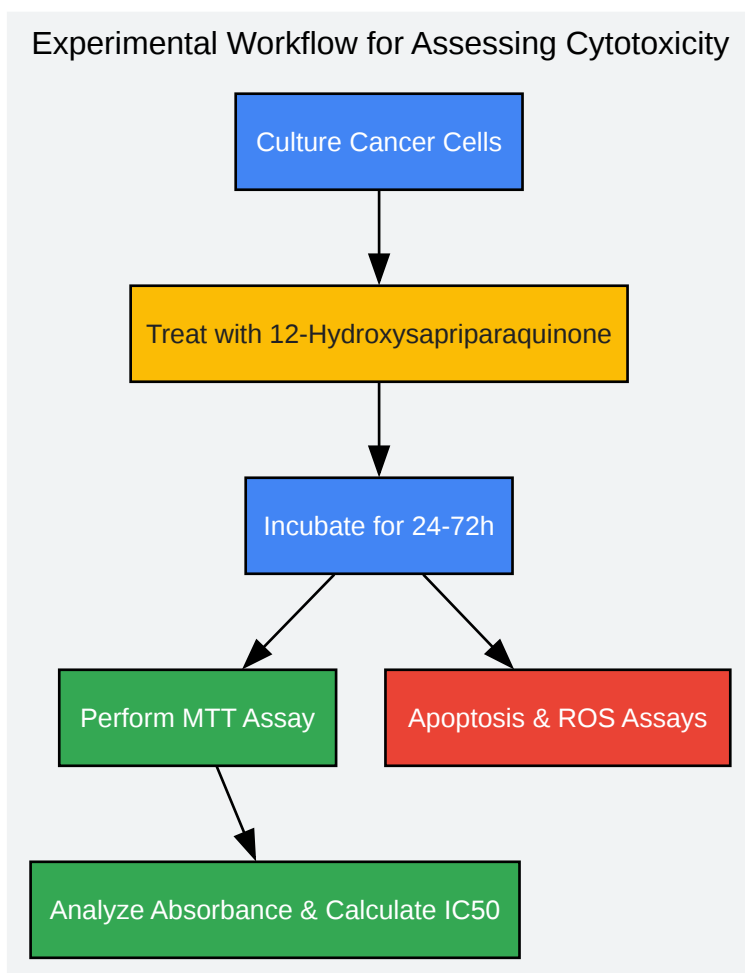 Experimental Workflow for Assessing Cytotoxicity
Culture Cancer Cells
Treat with 12-Hydroxysapriparaquinone
Incubate for 24-72h
Perform MTT Assay
Apoptosis & ROS Assays
Analyze Absorbance & Calculate IC50